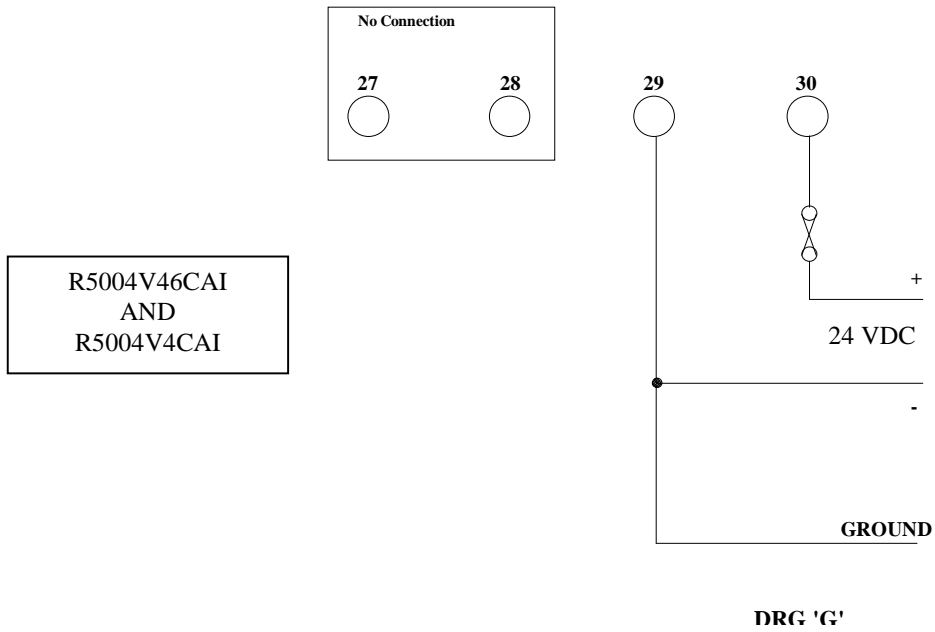 No Connection
27 28 29 30
R5004V46CAI
AND
R5004V4CAI
+
24 VDC
-
GROUND
DRG 'G'